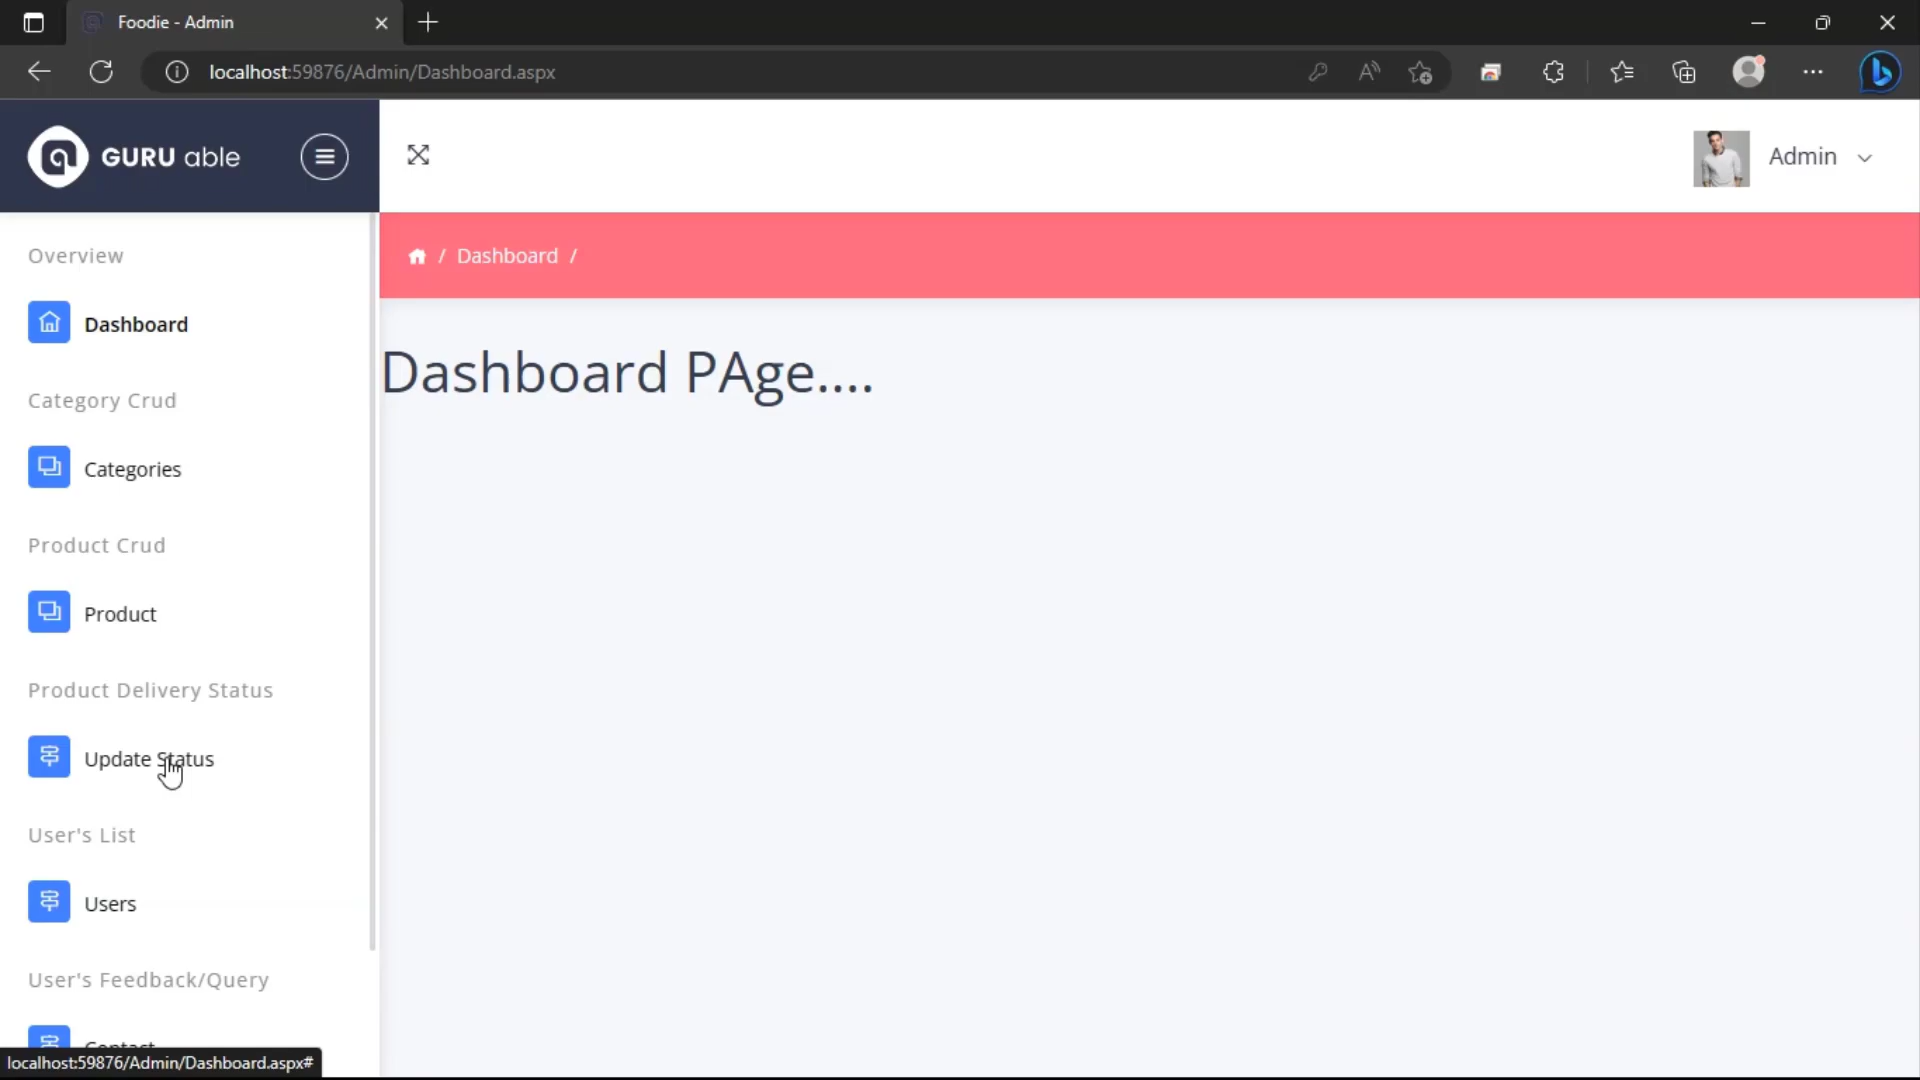 Foodie - Admin
localhost:59876/Admin/Dashboard.aspx
GURU able
Admin
Overview
/ Dashboard /
Dashboard
Dashboard PAge....
Category Crud
Categories
Product Crud
Product
Product Delivery Status
Update Status
User's List
Users
User's Feedback/Query
Contact
localhost:59876/Admin/Dashboard.aspx#